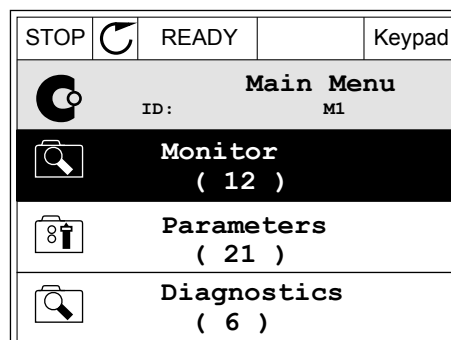 STOP READY Keypad
Main Menu
ID: M1
Monitor
( 12 )
Parameters
( 21 )
Diagnostics
( 6 )